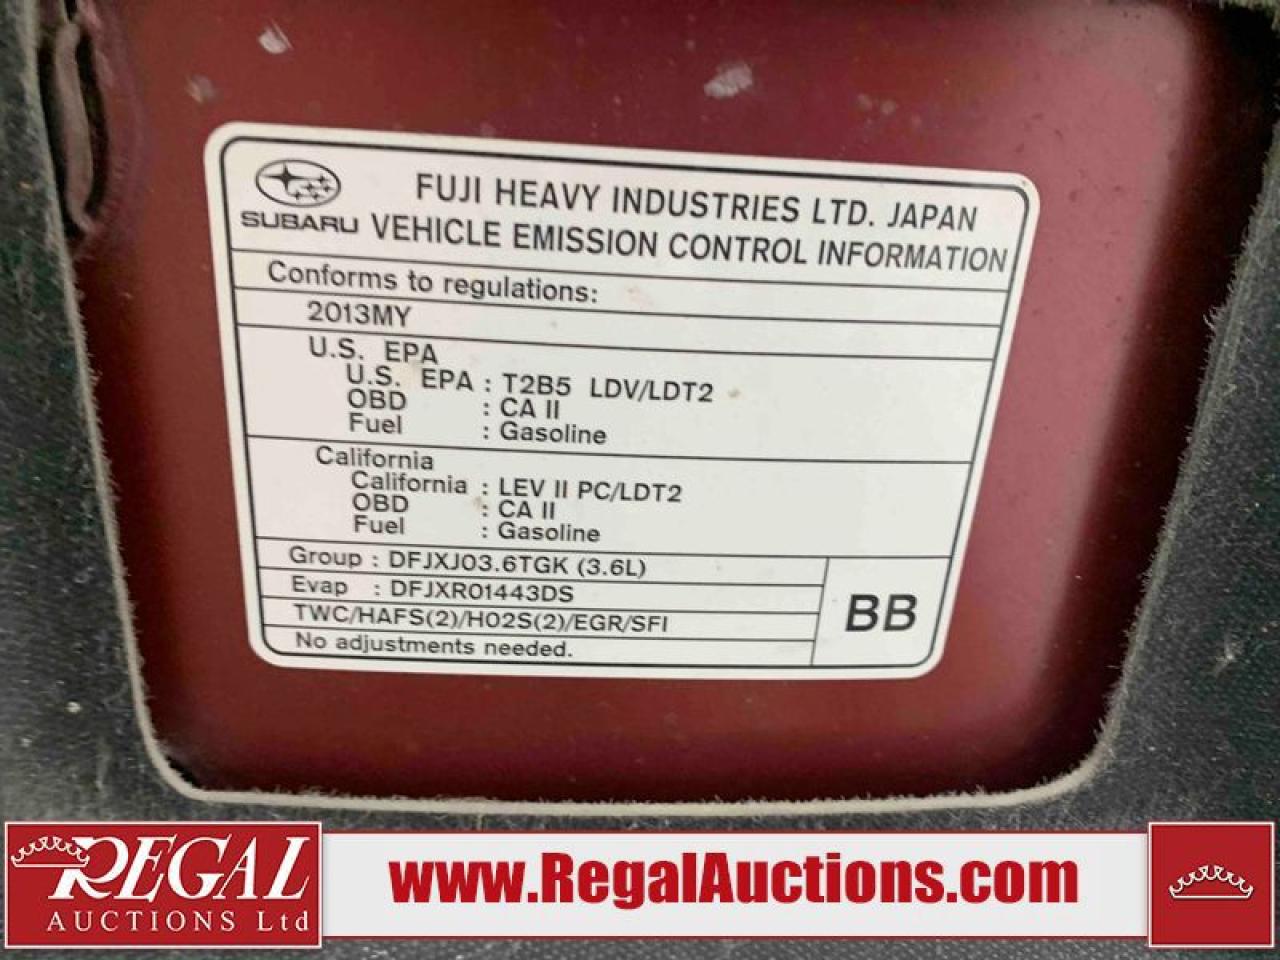 SUBARU
FUJI HEAVY INDUSTRIES LTD. JAPAN
VEHICLE EMISSION CONTROL INFORMATION
Conforms to regulations:
2013MY
U.S. EPA
U.S. EPA : T2B5 LDV/LDT2
OBD : CA II
Fuel : Gasoline
California
California : LEV II PC/LDT2
OBD : CA II
Fuel : Gasoline
Group : DFJXJ03.6TGK (3.6L)
Evap : DFJXR01443DS
TWC/HAFS(2)/HO2S(2)/EGR/SFI
No adjustments needed.
BB
REGAL
AUCTIONS Ltd
www.RegalAuctions.com